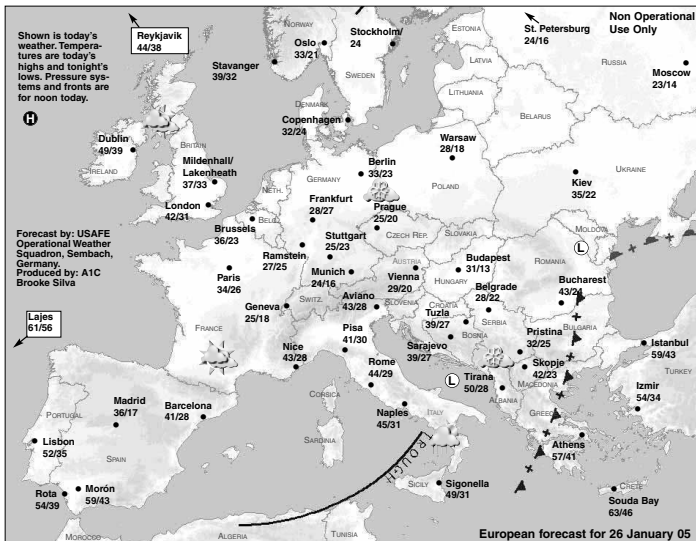 Shown is today's
weather. Tempera-
tures are today's
highs and tonight's
lows. Pressure sys-
tems and fronts are
for noon today.
H
Reykjavik
44/38
NORWAY
Oslo
33/21
Stockholm/
24
Stavanger
39/32
SWEDEN
ESTONIA
St. Petersburg
24/16
Non Operational
Use Only
LATVIA
RUSSIA
Moscow
23/14
LITHUANIA
DENMARK
Copenhagen
32/24
BELARUS
Dublin
49/39
IRELAND
BRITAIN
Mildenhall/
Lakenheath
37/33
London
42/31
NETH.
GERMANY
Berlin
33/23
Warsaw
28/18
POLAND
UKRAINE
Kiev
35/22
Brussels
36/23
BELG.
Frankfurt
28/27
Prague
25/20
CZECH REP.
SLOVAKIA
MOLDOVA
L
Forecast by: USAFE
Operational Weather
Squadron, Sembach,
Germany.
Produced by: A1C
Brooke Silva
Ramstein
27/25
Stuttgart
25/23
Paris
34/26
Munich
24/16
AUSTRIA
Vienna
29/20
Budapest
31/13
HUNGARY
ROMANIA
Lajes
61/56
Geneva
25/18
SWITZ.
Aviano
43/28
SLOVENIA
CROATIA
Belgrade
28/22
Bucharest
43/21
FRANCE
Nice
43/28
Pisa
41/30
Tuzla
39/27
BOSNIA
SERBIA
Sarajevo
39/27
Pristina
32/25
BULGARIA
Istanbul
59/43
Skopje
42/23
MACEDONIA
TURKEY
Rome
44/29
L
Tirana
50/28
ALBANIA
Izmir
54/34
PORTUGAL
Madrid
36/17
Barcelona
41/28
CORSICA
Naples
45/31
ITALY
GREECE
Lisbon
52/35
SPAIN
SARDINIA
TROUGH
Athens
57/41
Rota
54/39
Morón
59/43
SICILY
Sigonella
49/31
CRETE
Souda Bay
63/46
MOROCCO
ALGERIA
TUNISIA
European forecast for 26 January 05